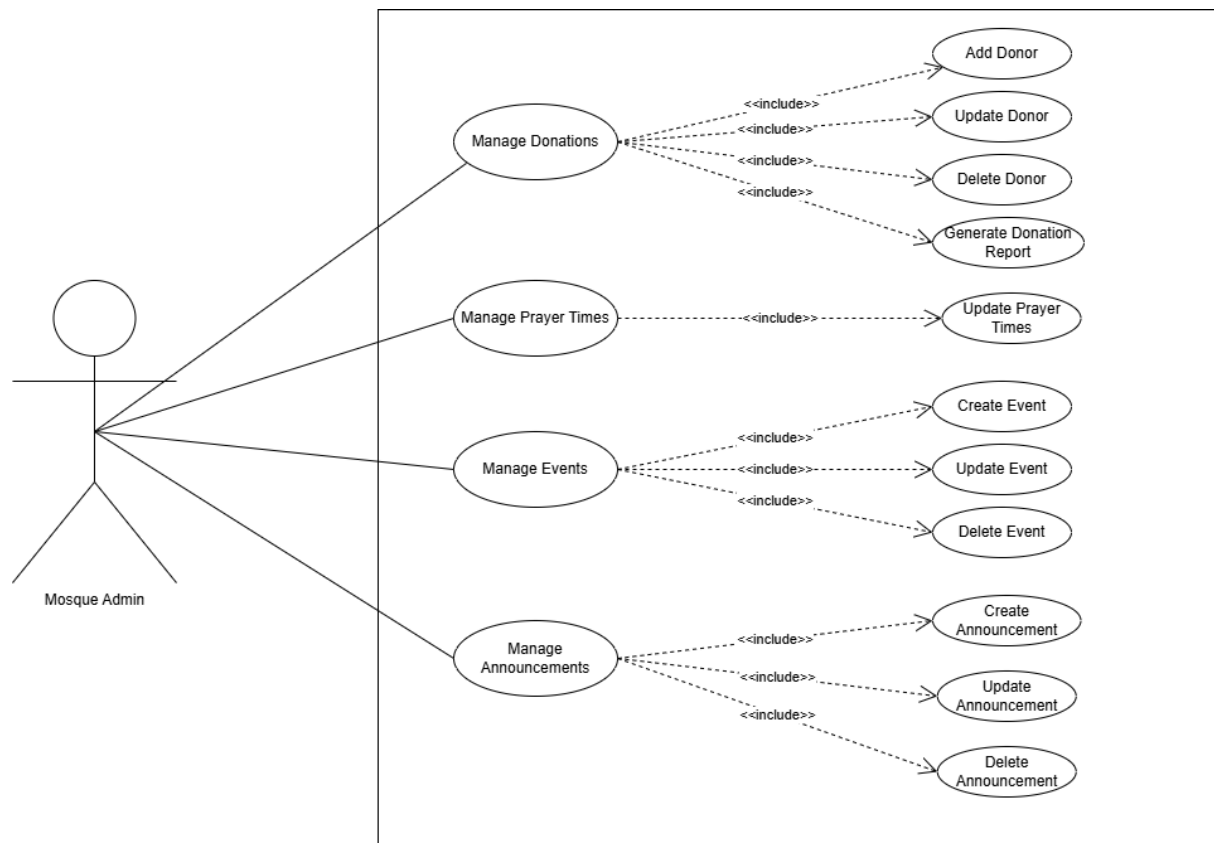 Add Donor
<<include>>
Update Donor
<<include>>
Manage Donations
<<include>>
Delete Donor
<<include>>
Generate Donation
Report
Manage Prayer Times
<<include>>
Update Prayer
Times
Create Event
<<include>>
Manage Events
<<include>>
Update Event
<<include>>
Delete Event
Mosque Admin
Create
Announcement
<<include>>
Manage
Announcements
<<include>>
Update
Announcement
<<include>>
Delete
Announcement